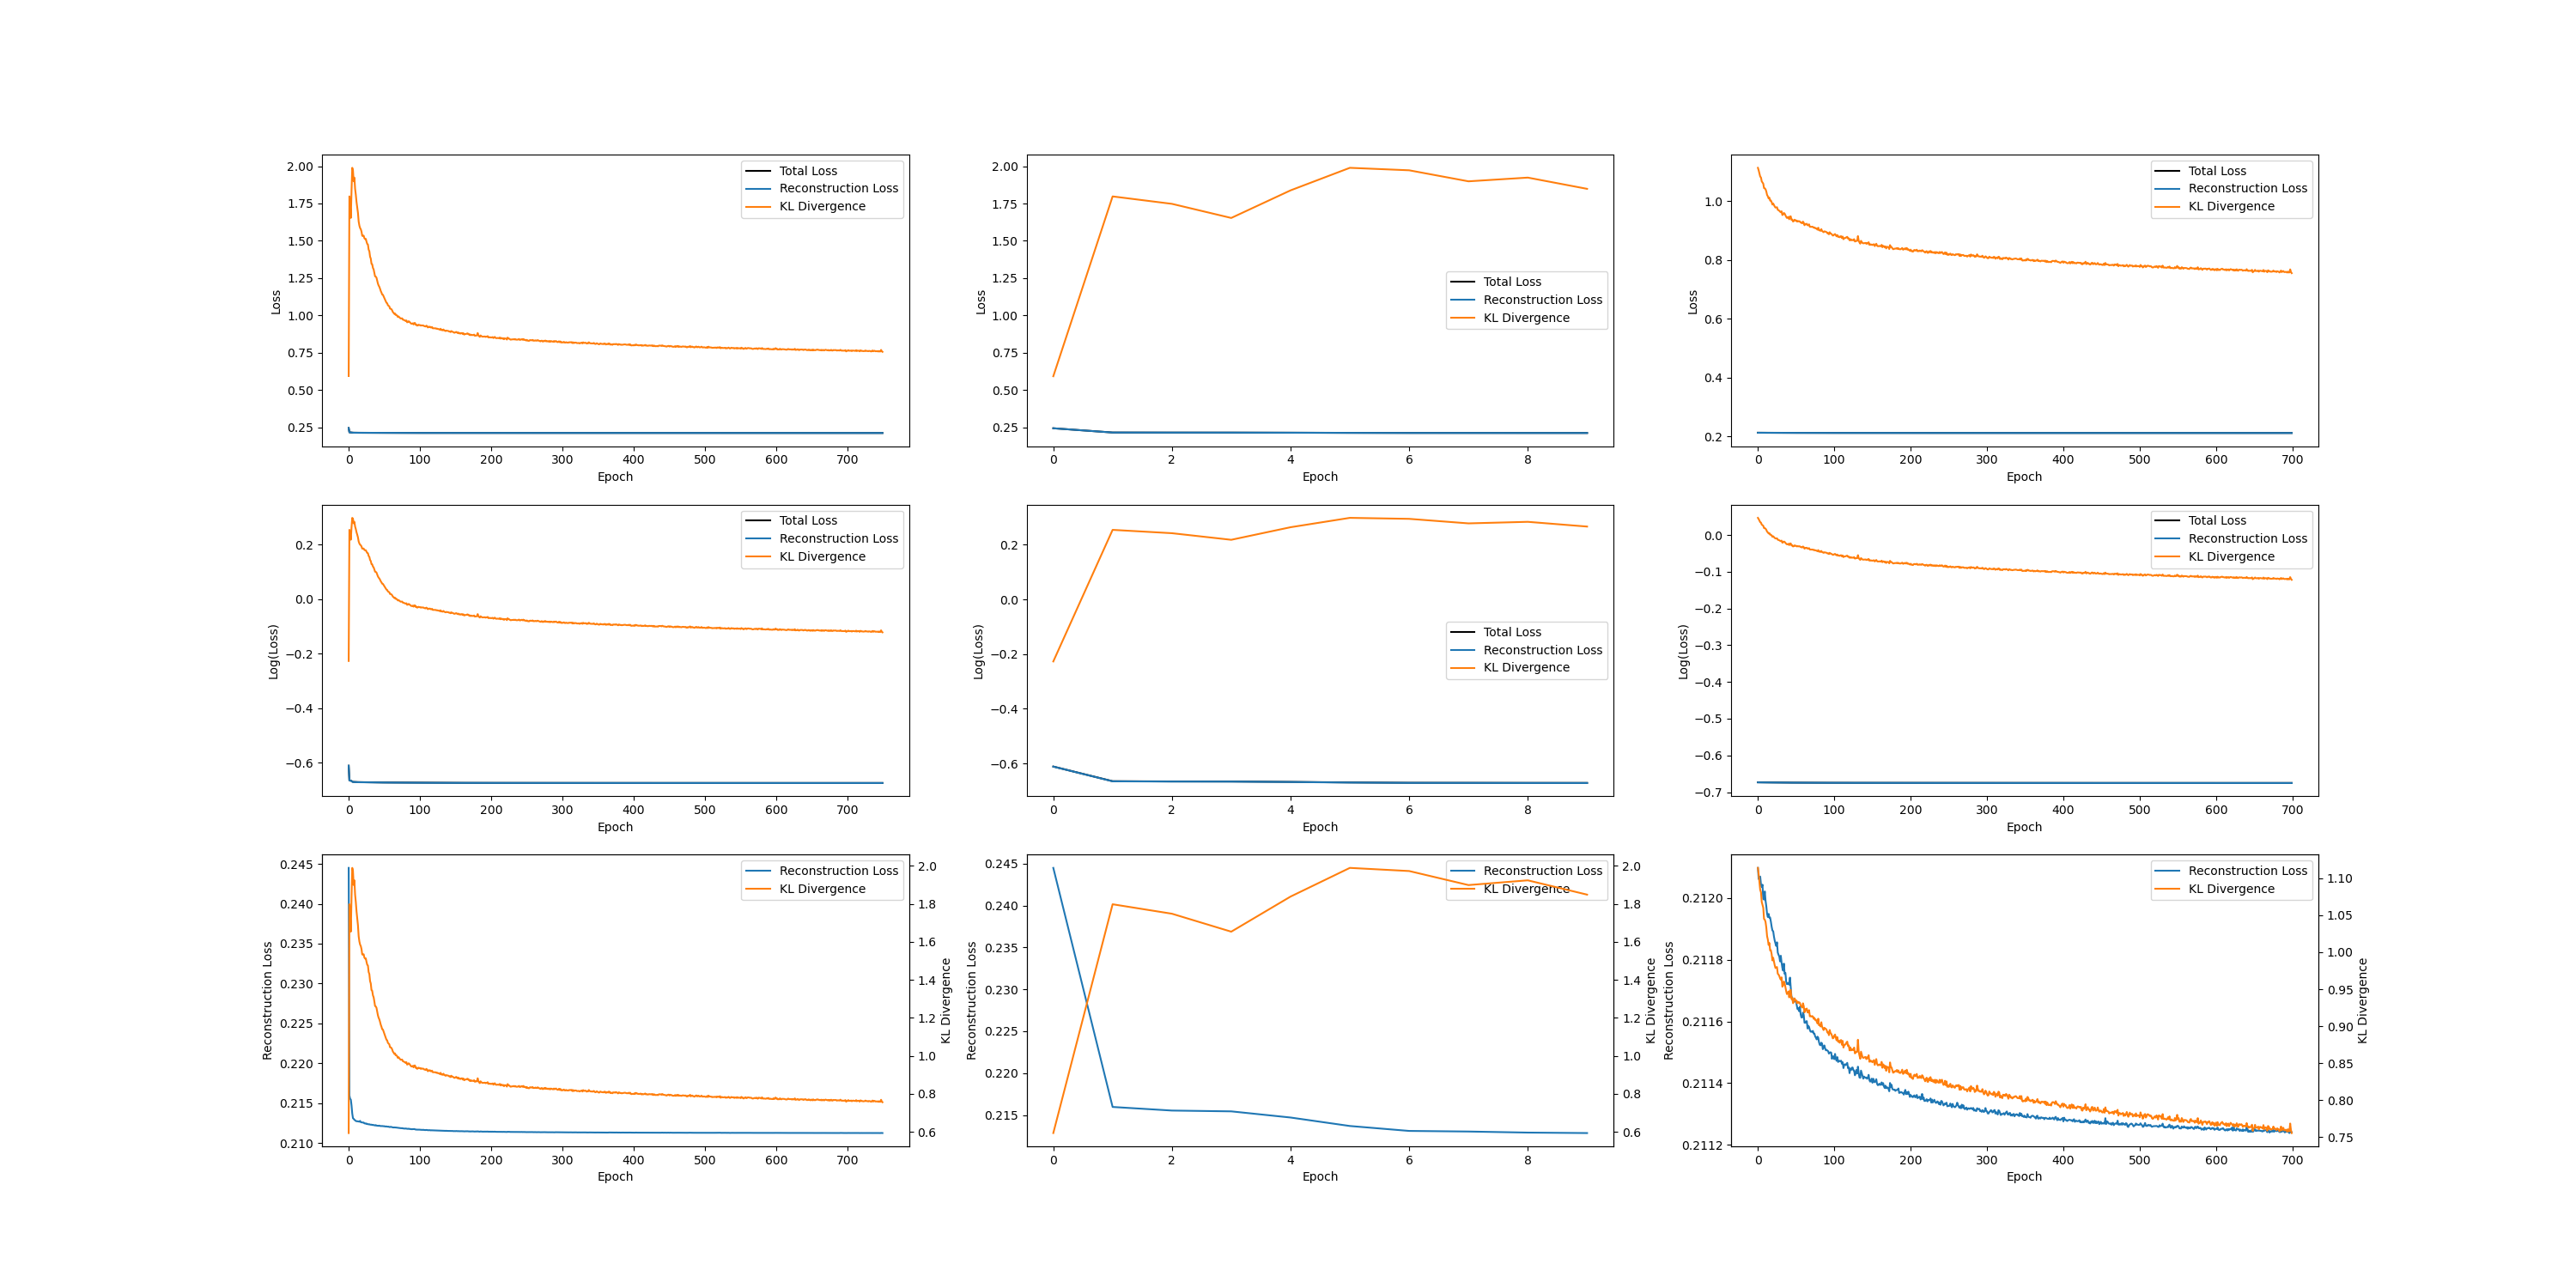 2.00
1.75
1.50
1.25
1.00
0.75
0.50
0.25
Loss
0 100 200 300 400 500 600 700
Epoch
Total Loss
Reconstruction Loss
KL Divergence
2.00
1.75
1.50
1.25
1.00
0.75
0.50
0.25
Loss
0 2 4 6 8
Epoch
Total Loss
Reconstruction Loss
KL Divergence
1.0
0.8
0.6
0.4
0.2
Loss
0 100 200 300 400 500 600 700
Epoch
Total Loss
Reconstruction Loss
KL Divergence
0.2
0.0
−0.2
−0.4
−0.6
Log(Loss)
0 100 200 300 400 500 600 700
Epoch
Total Loss
Reconstruction Loss
KL Divergence
0.2
0.0
−0.2
−0.4
−0.6
Log(Loss)
0 2 4 6 8
Epoch
Total Loss
Reconstruction Loss
KL Divergence
0.0
−0.1
−0.2
−0.3
−0.4
−0.5
−0.6
−0.7
Log(Loss)
0 100 200 300 400 500 600 700
Epoch
Total Loss
Reconstruction Loss
KL Divergence
0.245
0.240
0.235
0.230
0.225
0.220
0.215
0.210
Reconstruction Loss
0 100 200 300 400 500 600 700
Epoch
Reconstruction Loss
KL Divergence
2.0
1.8
1.6
1.4
1.2
1.0
0.8
0.6
KL Divergence
0.245
0.240
0.235
0.230
0.225
0.220
0.215
Reconstruction Loss
0 2 4 6 8
Epoch
Reconstruction Loss
KL Divergence
2.0
1.8
1.6
1.4
1.2
1.0
0.8
0.6
KL Divergence
0.2120
0.2118
0.2116
0.2114
0.2112
Reconstruction Loss
0 100 200 300 400 500 600 700
Epoch
Reconstruction Loss
KL Divergence
1.10
1.05
1.00
0.95
0.90
0.85
0.80
0.75
KL Divergence